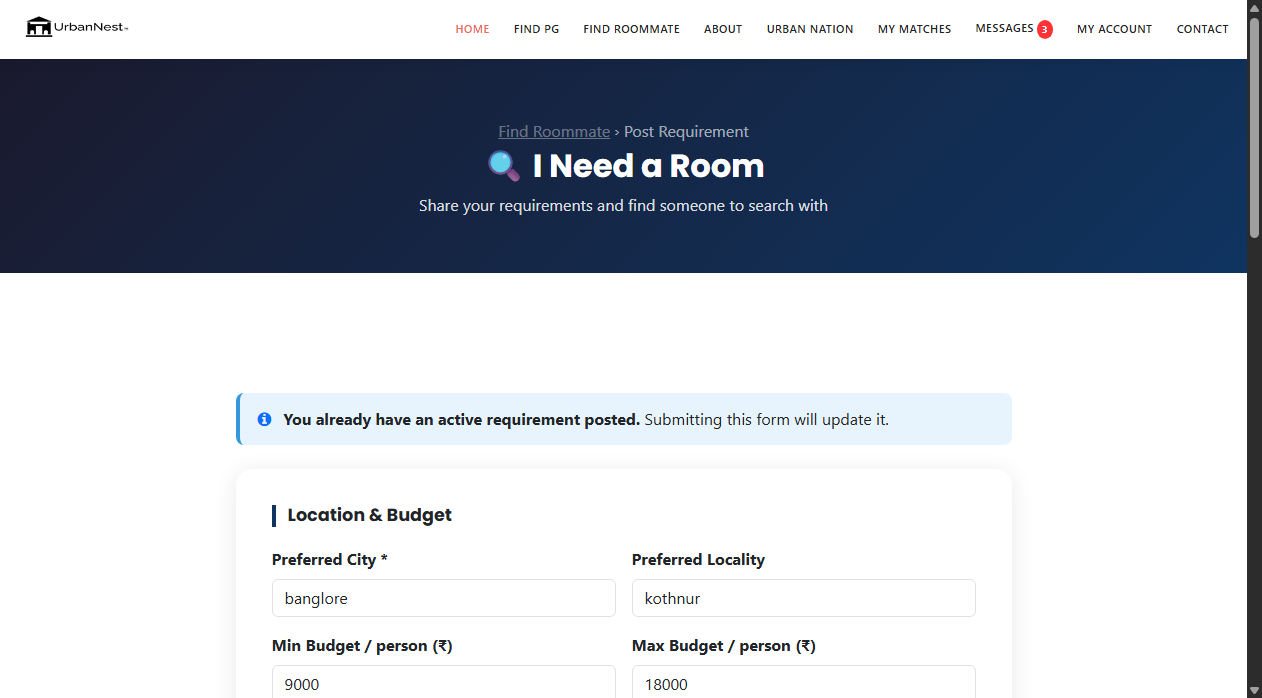 UrbanNest
HOME FIND PG FIND ROOMMATE ABOUT URBAN NATION MY MATCHES MESSAGES 3 MY ACCOUNT CONTACT
Find Roommate › Post Requirement
I Need a Room
Share your requirements and find someone to search with
You already have an active requirement posted. Submitting this form will update it.
Location & Budget
Preferred City * Preferred Locality
banglore kothnur
Min Budget / person (₹) Max Budget / person (₹)
9000 18000